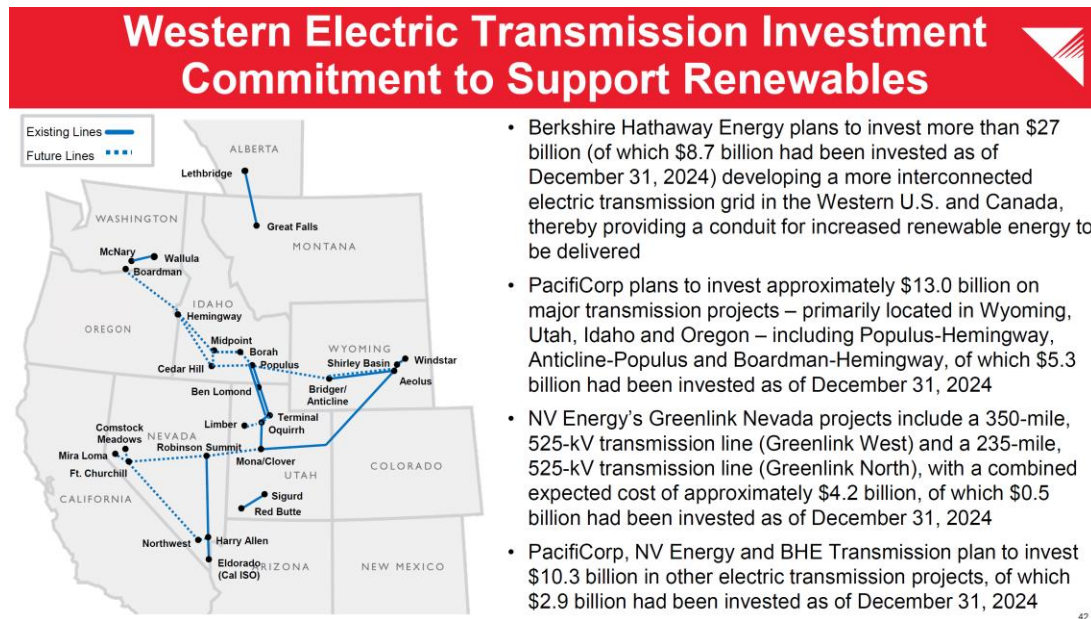 Western Electric Transmission Investment
Commitment to Support Renewables
Existing Lines
Future Lines
ALBERTA
Lethbridge
WASHINGTON
Great Falls
McNary
Wallula
MONTANA
Boardman
IDAHO
Hemingway
OREGON
Midpoint
Borah
WYOMING
Shirley Basin
Windstar
Cedar Hill
Populus
Aeolus
Ben Lomond
Bridger/
Anticline
Terminal
Limber
Oquirrh
Comstock
Meadows
NEVADA
Robinson Summit
Mira Loma
Mona/Clover
COLORADO
Ft. Churchill
UTAH
CALIFORNIA
Sigurd
Red Butte
Northwest
Harry Allen
Eldorado
(Cal ISO)
ARIZONA
NEW MEXICO
• Berkshire Hathaway Energy plans to invest more than $27
billion (of which $8.7 billion had been invested as of
December 31, 2024) developing a more interconnected
electric transmission grid in the Western U.S. and Canada,
thereby providing a conduit for increased renewable energy to
be delivered
• PacifiCorp plans to invest approximately $13.0 billion on
major transmission projects – primarily located in Wyoming,
Utah, Idaho and Oregon – including Populus-Hemingway,
Anticline-Populus and Boardman-Hemingway, of which $5.3
billion had been invested as of December 31, 2024
• NV Energy’s Greenlink Nevada projects include a 350-mile,
525-kV transmission line (Greenlink West) and a 235-mile,
525-kV transmission line (Greenlink North), with a combined
expected cost of approximately $4.2 billion, of which $0.5
billion had been invested as of December 31, 2024
• PacifiCorp, NV Energy and BHE Transmission plan to invest
$10.3 billion in other electric transmission projects, of which
$2.9 billion had been invested as of December 31, 2024
42